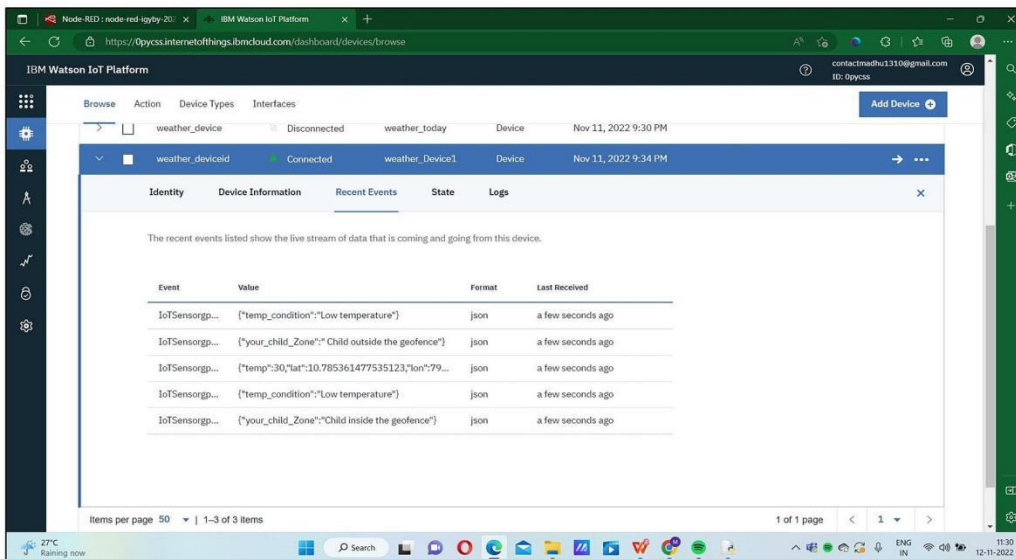 Node-RED : node-red-igyby-202
IBM Watson IoT Platform
https://0pycss.internetofthings.ibmcloud.com/dashboard/devices/browse
IBM Watson IoT Platform
contactmadhu1310@gmail.com
ID: 0pycss
Browse Action Device Types Interfaces
Add Device
weather_device Disconnected weather_today Device Nov 11, 2022 9:30 PM
weather_deviceid Connected weather_Device1 Device Nov 11, 2022 9:34 PM
Identity Device Information Recent Events State Logs
The recent events listed show the live stream of data that is coming and going from this device.
Event Value Format Last Received
IoTSensorgp... {"temp_condition":"Low temperature"} json a few seconds ago
IoTSensorgp... {"your_child_Zone":" Child outside the geofence"} json a few seconds ago
IoTSensorgp... {"temp":30,"lat":10.785361477535123,"lon":79... json a few seconds ago
IoTSensorgp... {"temp_condition":"Low temperature"} json a few seconds ago
IoTSensorgp... {"your_child_Zone":"Child inside the geofence"} json a few seconds ago
Items per page 50 | 1–3 of 3 items
1 of 1 page 1
27°C
Raining now
Search
ENG
IN
11:30
12-11-2022